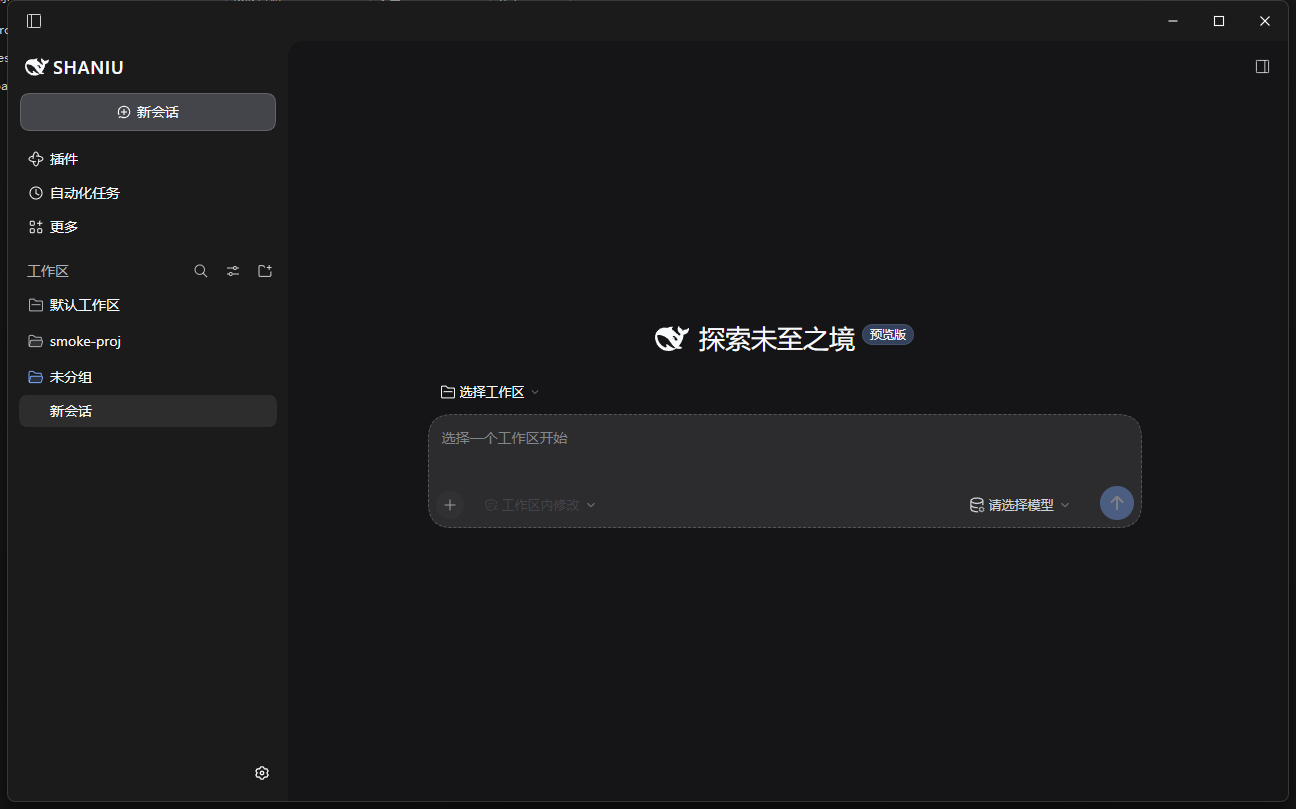 SHANIU
新会话
插件
自动化任务
更多
工作区
默认工作区
smoke-proj
未分组
新会话
探索未至之境 预览版
选择工作区
选择一个工作区开始
工作区内修改 请选择模型